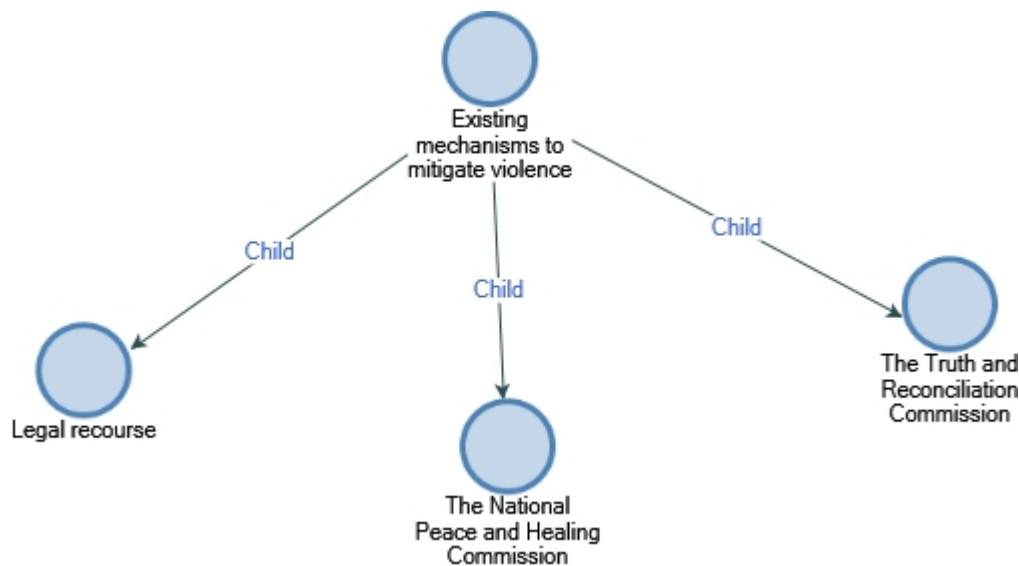 Existing
mechanisms to
mitigate violence
Child
Child
Child
Legal recourse
The National
Peace and Healing
Commission
The Truth and
Reconciliation
Commission